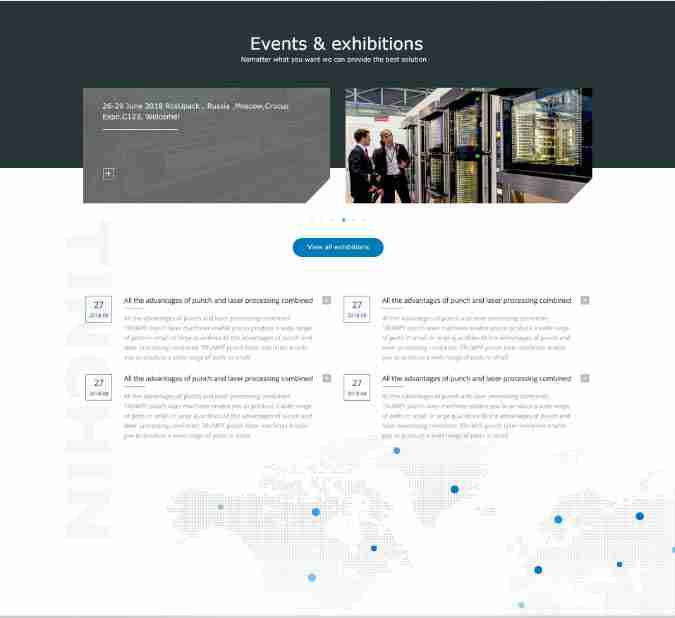 Events & exhibitions
Nomatter what you want we can provide the best solution
26-29 June 2018 RosUpack , Russia ,Moscow,Crocus
Expo,C123, Welcome!
View all exhibitions
27
2018.08
All the advantages of punch and laser processing combined
All the advantages of punch and laser processing combined:
TRUMPF punch laser machines enable you to produce a wide range
of parts in small or large quantities.All the advantages of punch and
laser processing combined: TRUMPF punch laser machines enable
you to produce a wide range of parts in small
27
2018.08
All the advantages of punch and laser processing combined
All the advantages of punch and laser processing combined:
TRUMPF punch laser machines enable you to produce a wide range
of parts in small or large quantities.All the advantages of punch and
laser processing combined: TRUMPF punch laser machines enable
you to produce a wide range of parts in small
27
2018.08
All the advantages of punch and laser processing combined
All the advantages of punch and laser processing combined:
TRUMPF punch laser machines enable you to produce a wide range
of parts in small or large quantities.All the advantages of punch and
laser processing combined: TRUMPF punch laser machines enable
you to produce a wide range of parts in small
27
2018.08
All the advantages of punch and laser processing combined
All the advantages of punch and laser processing combined:
TRUMPF punch laser machines enable you to produce a wide range
of parts in small or large quantities.All the advantages of punch and
laser processing combined: TRUMPF punch laser machines enable
you to produce a wide range of parts in small